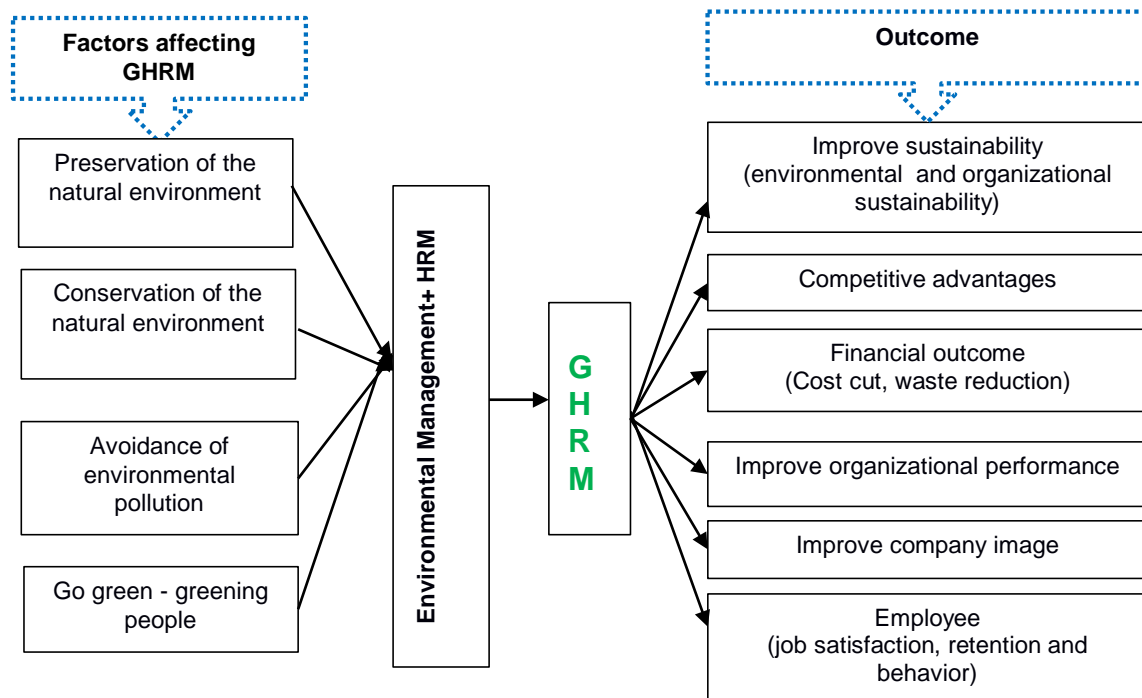 Factors affecting
GHRM
Outcome
Preservation of the
natural environment
Conservation of the
natural environment
Avoidance of
environmental
pollution
Go green - greening
people
Environmental Management+ HRM
G
H
R
M
Improve sustainability
(environmental and organizational
sustainability)
Competitive advantages
Financial outcome
(Cost cut, waste reduction)
Improve organizational performance
Improve company image
Employee
(job satisfaction, retention and
behavior)